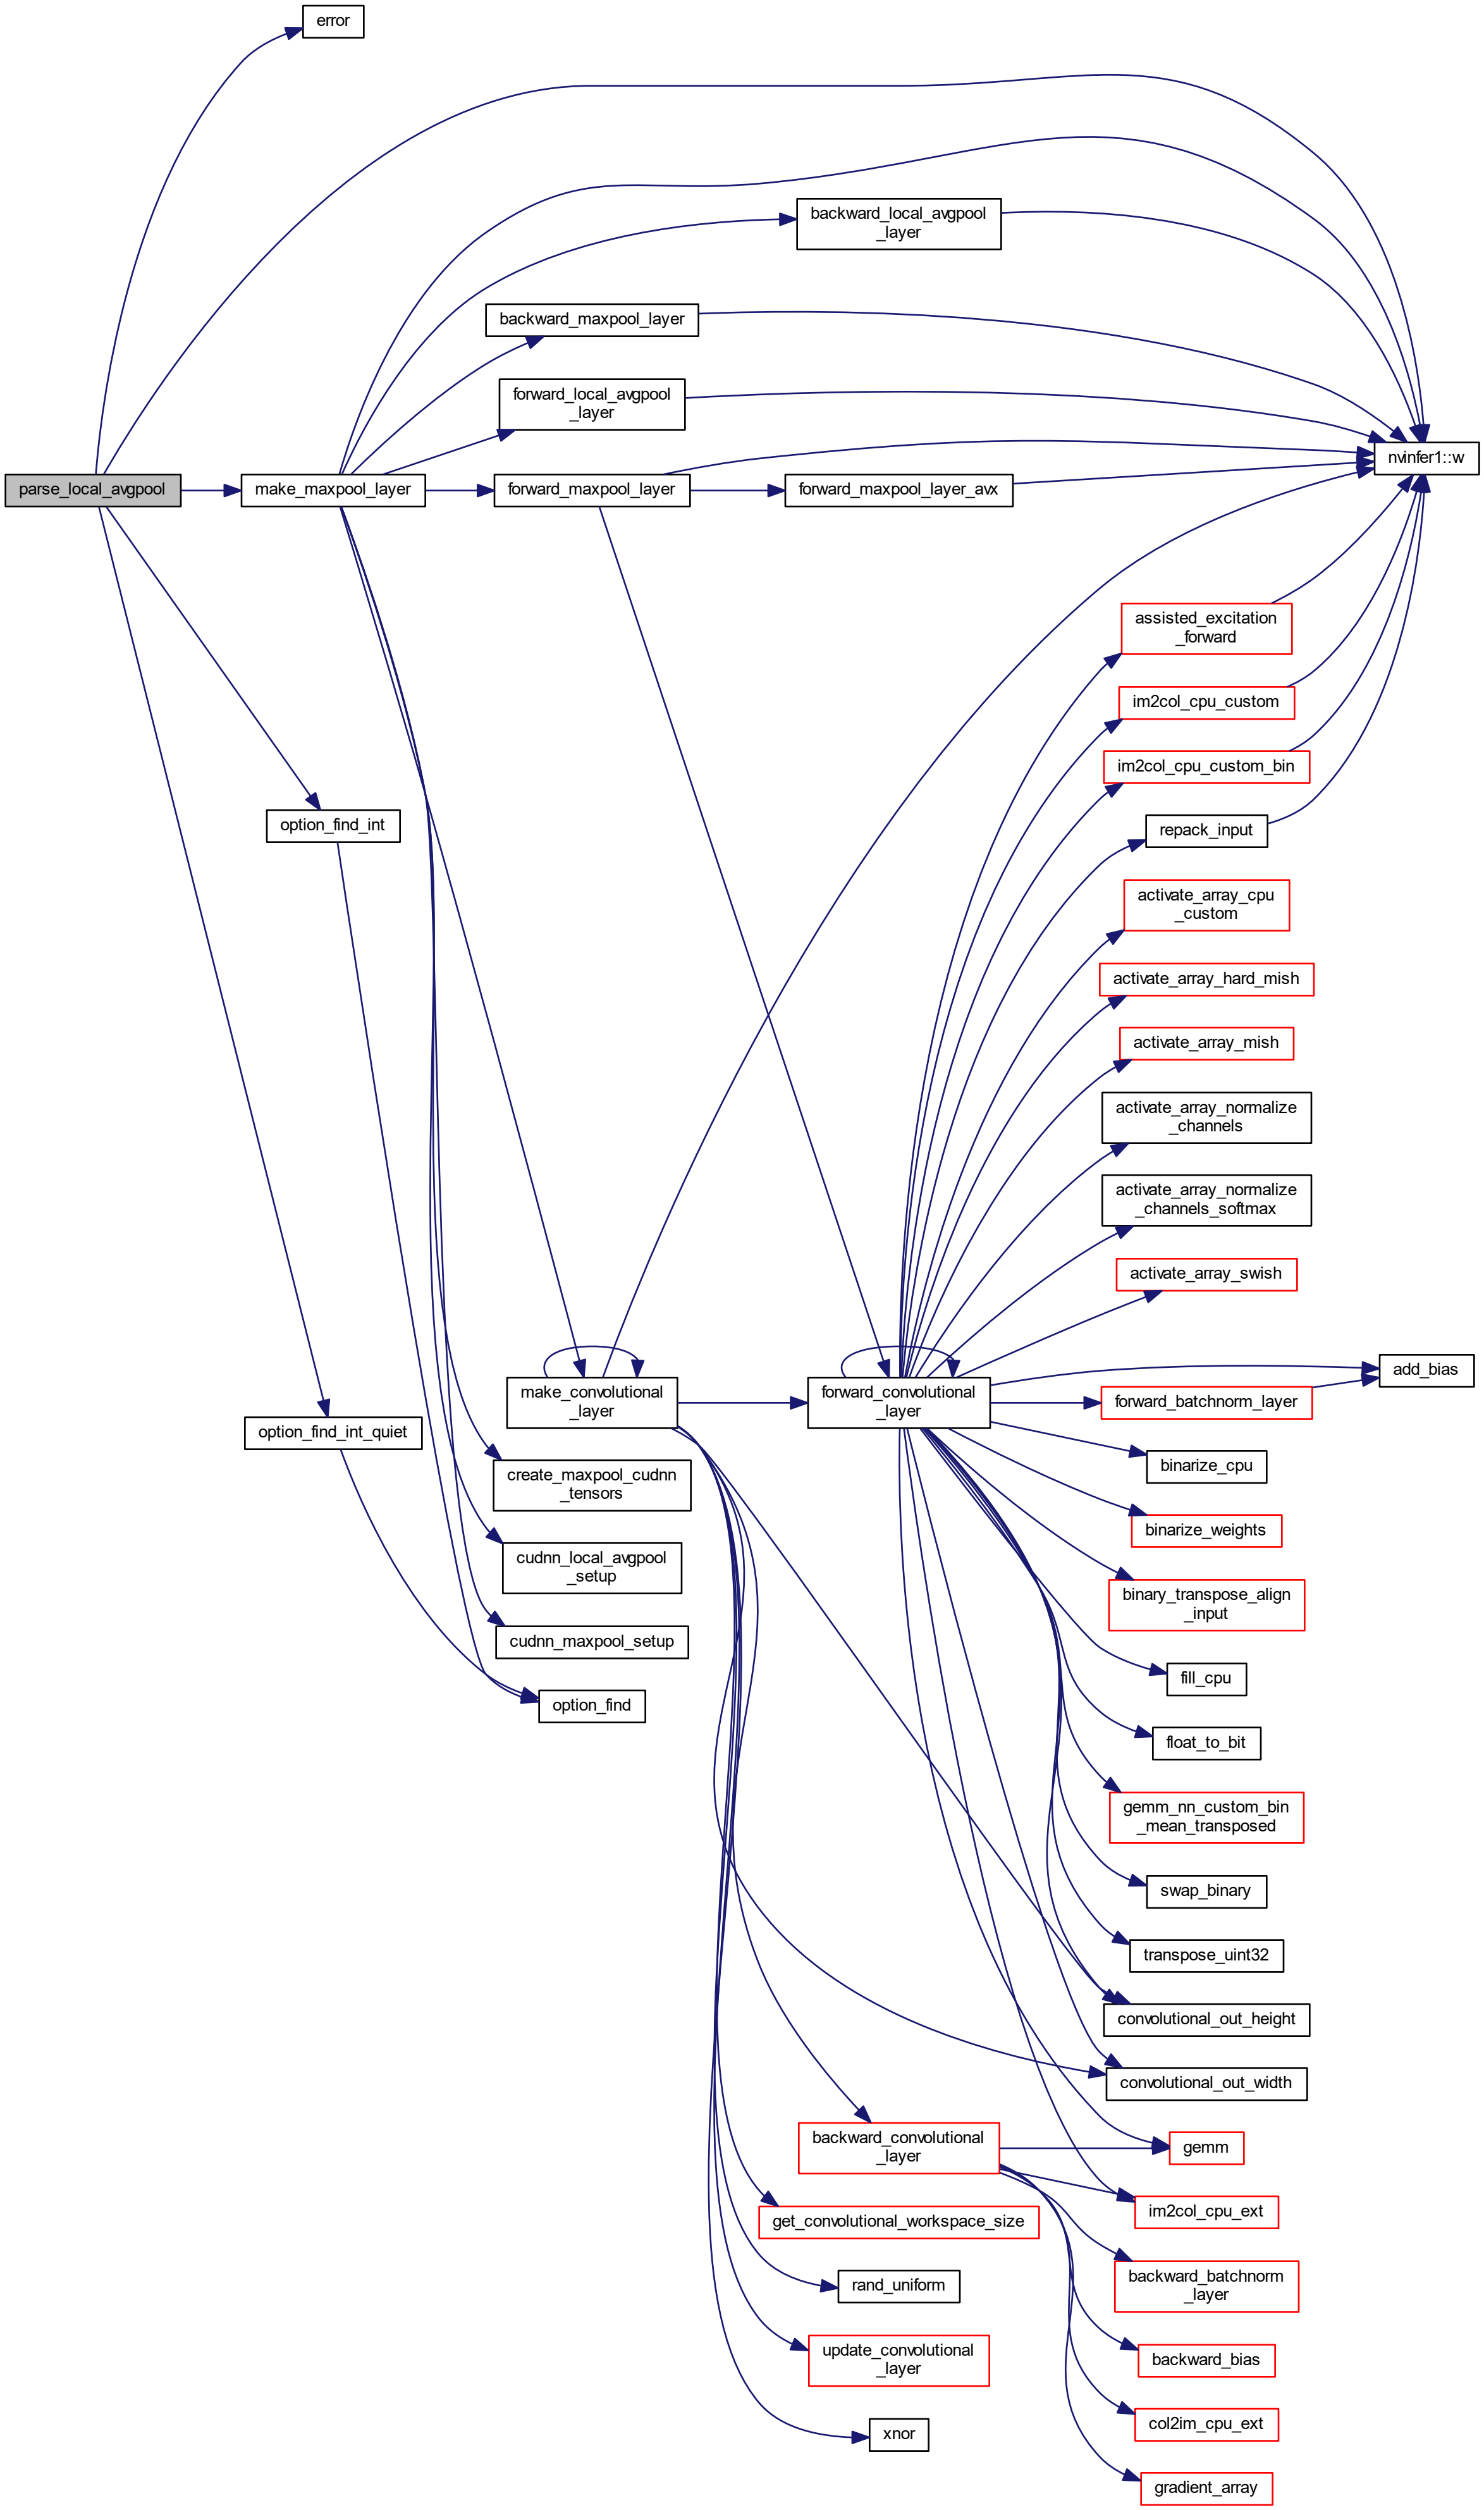 error
backward_local_avgpool
_layer
backward_maxpool_layer
forward_local_avgpool
_layer
nvinfer1::w
parse_local_avgpool
make_maxpool_layer
forward_maxpool_layer
forward_maxpool_layer_avx
assisted_excitation
_forward
im2col_cpu_custom
im2col_cpu_custom_bin
option_find_int
repack_input
activate_array_cpu
_custom
activate_array_hard_mish
activate_array_mish
activate_array_normalize
_channels
activate_array_normalize
_channels_softmax
activate_array_swish
add_bias
make_convolutional
_layer
forward_convolutional
_layer
forward_batchnorm_layer
option_find_int_quiet
binarize_cpu
create_maxpool_cudnn
_tensors
binarize_weights
cudnn_local_avgpool
_setup
binary_transpose_align
_input
cudnn_maxpool_setup
fill_cpu
option_find
float_to_bit
gemm_nn_custom_bin
_mean_transposed
swap_binary
transpose_uint32
convolutional_out_height
convolutional_out_width
backward_convolutional
_layer
gemm
im2col_cpu_ext
get_convolutional_workspace_size
backward_batchnorm
_layer
rand_uniform
update_convolutional
_layer
backward_bias
col2im_cpu_ext
xnor
gradient_array